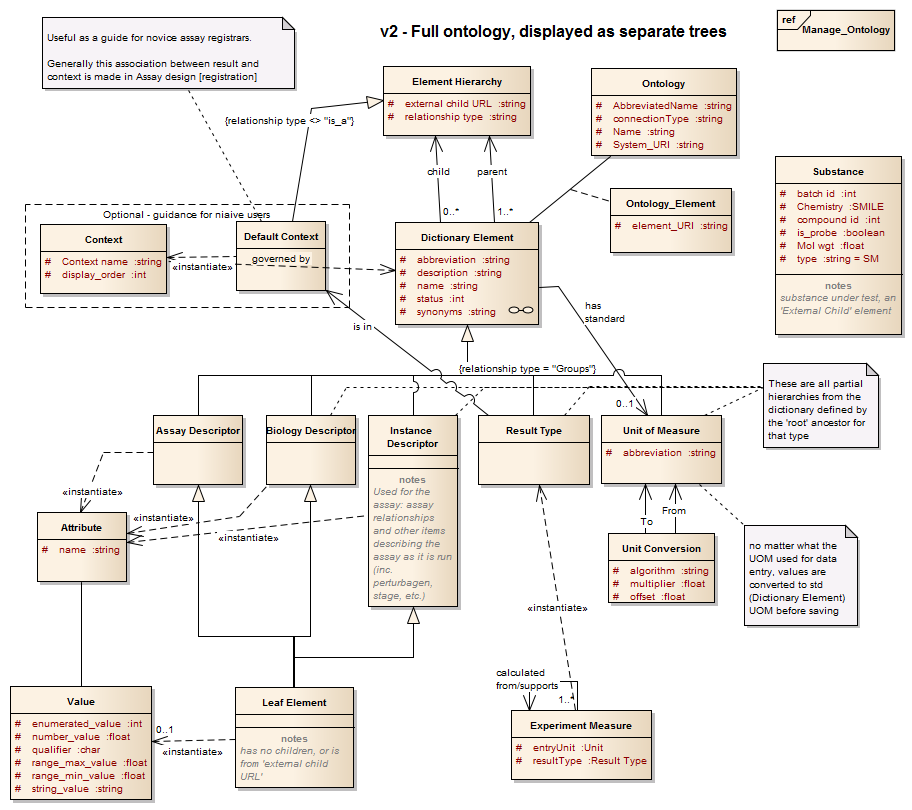 v2 - Full ontology, displayed as separate trees
ref
Manage_Ontology
Useful as a guide for novice assay registrars.
Generally this association between result and
context is made in Assay design [registration]
Element Hierarchy
# external child URL :string
# relationship type :string
Ontology
# AbbreviatedName :string
# connectionType :string
# Name :string
# System_URI :string
{relationship type <> "is_a"}
child
parent
0..*
1..*
Ontology_Element
# element_URI :string
Substance
# batch id :int
# Chemistry :SMILE
# compound id :int
# is_probe :boolean
# Mol wgt :float
# type :string = SM
notes
substance under test, an
'External Child' element
Optional - guidance for niaive users
Context
# Context name :string
# display_order :int
Default Context
governed by
«instantiate»
Dictionary Element
# abbreviation :string
# description :string
# name :string
# status :int
# synonyms :string
is in
has
standard
{relationship type = "Groups"}
0..1
These are all partial
hierarchies from the
dictionary defined by
the 'root' ancestor for
that type
Assay Descriptor
Biology Descriptor
Instance
Descriptor
notes
Used for the
assay: assay
relationships
and other items
describing the
assay as it is run
(inc.
perturbagen,
stage, etc.)
Result Type
Unit of Measure
# abbreviation :string
«instantiate»
«instantiate»
«instantiate»
Attribute
# name :string
To
From
Unit Conversion
# algorithm :string
# multiplier :float
# offset :float
no matter what the
UOM used for data
entry, values are
converted to std
(Dictionary Element)
UOM before saving
«instantiate»
calculated
from/supports
1..*
Value
# enumerated_value :int
# number_value :float
# qualifier :char
# range_max_value :float
# range_min_value :float
# string_value :string
0..1
«instantiate»
Leaf Element
notes
has no children, or is
from 'external child
URL'
Experiment Measure
# entryUnit :Unit
# resultType :Result Type